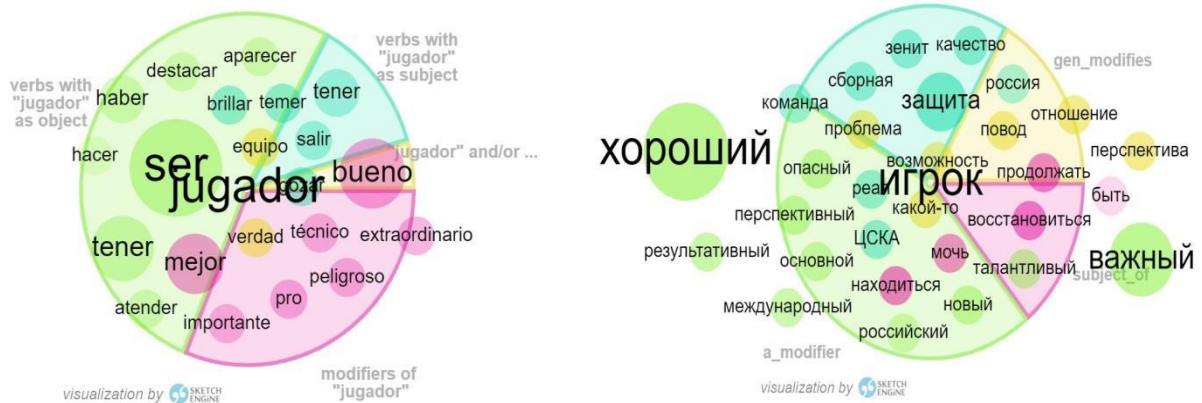 verbs with
"jugador"
as subject
aparecer
destacar
verbs with
"jugador"
as object
haber
brillar
temer
tener
hacer
equipo
salir
"jugador" and/or ...
ser
jugador
gozar
bueno
tener
mejor
verdad
técnico
extraordinario
peligroso
pro
atender
importante
modifiers of
"jugador"
visualization by SKETCH
ENGINE
зенит
качество
gen_modifies
сборная
россия
команда
защита
отношение
проблема
повод
хороший
опасный
возможность
перспектива
игрок
продолжать
реал
быть
перспективный
какой-то
восстановиться
ЦСКА
результативный
основной
мочь
талантливый
важный
subject_of
находиться
международный
новый
российский
a_modifier
visualization by SKETCH
ENGINE